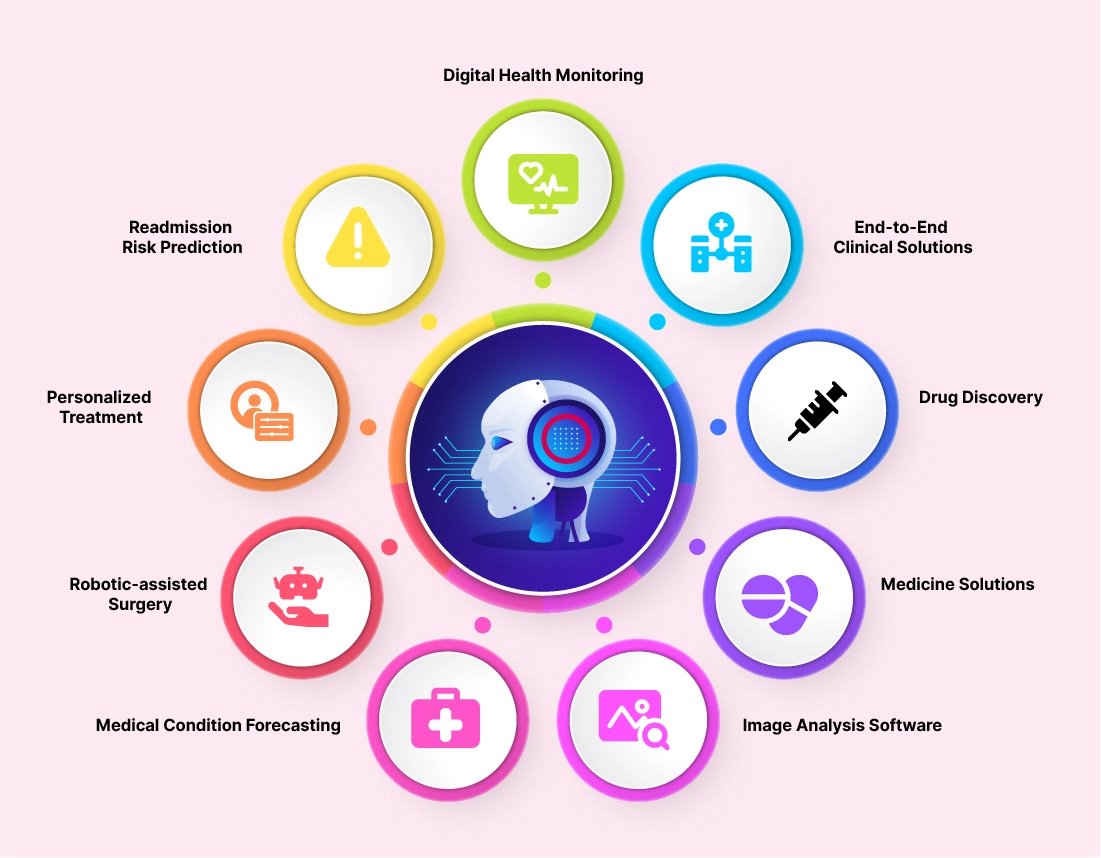 Digital Health Monitoring
Readmission
Risk Prediction
End-to-End
Clinical Solutions
Personalized
Treatment
Drug Discovery
Robotic-assisted
Surgery
Medicine Solutions
Medical Condition Forecasting
Image Analysis Software